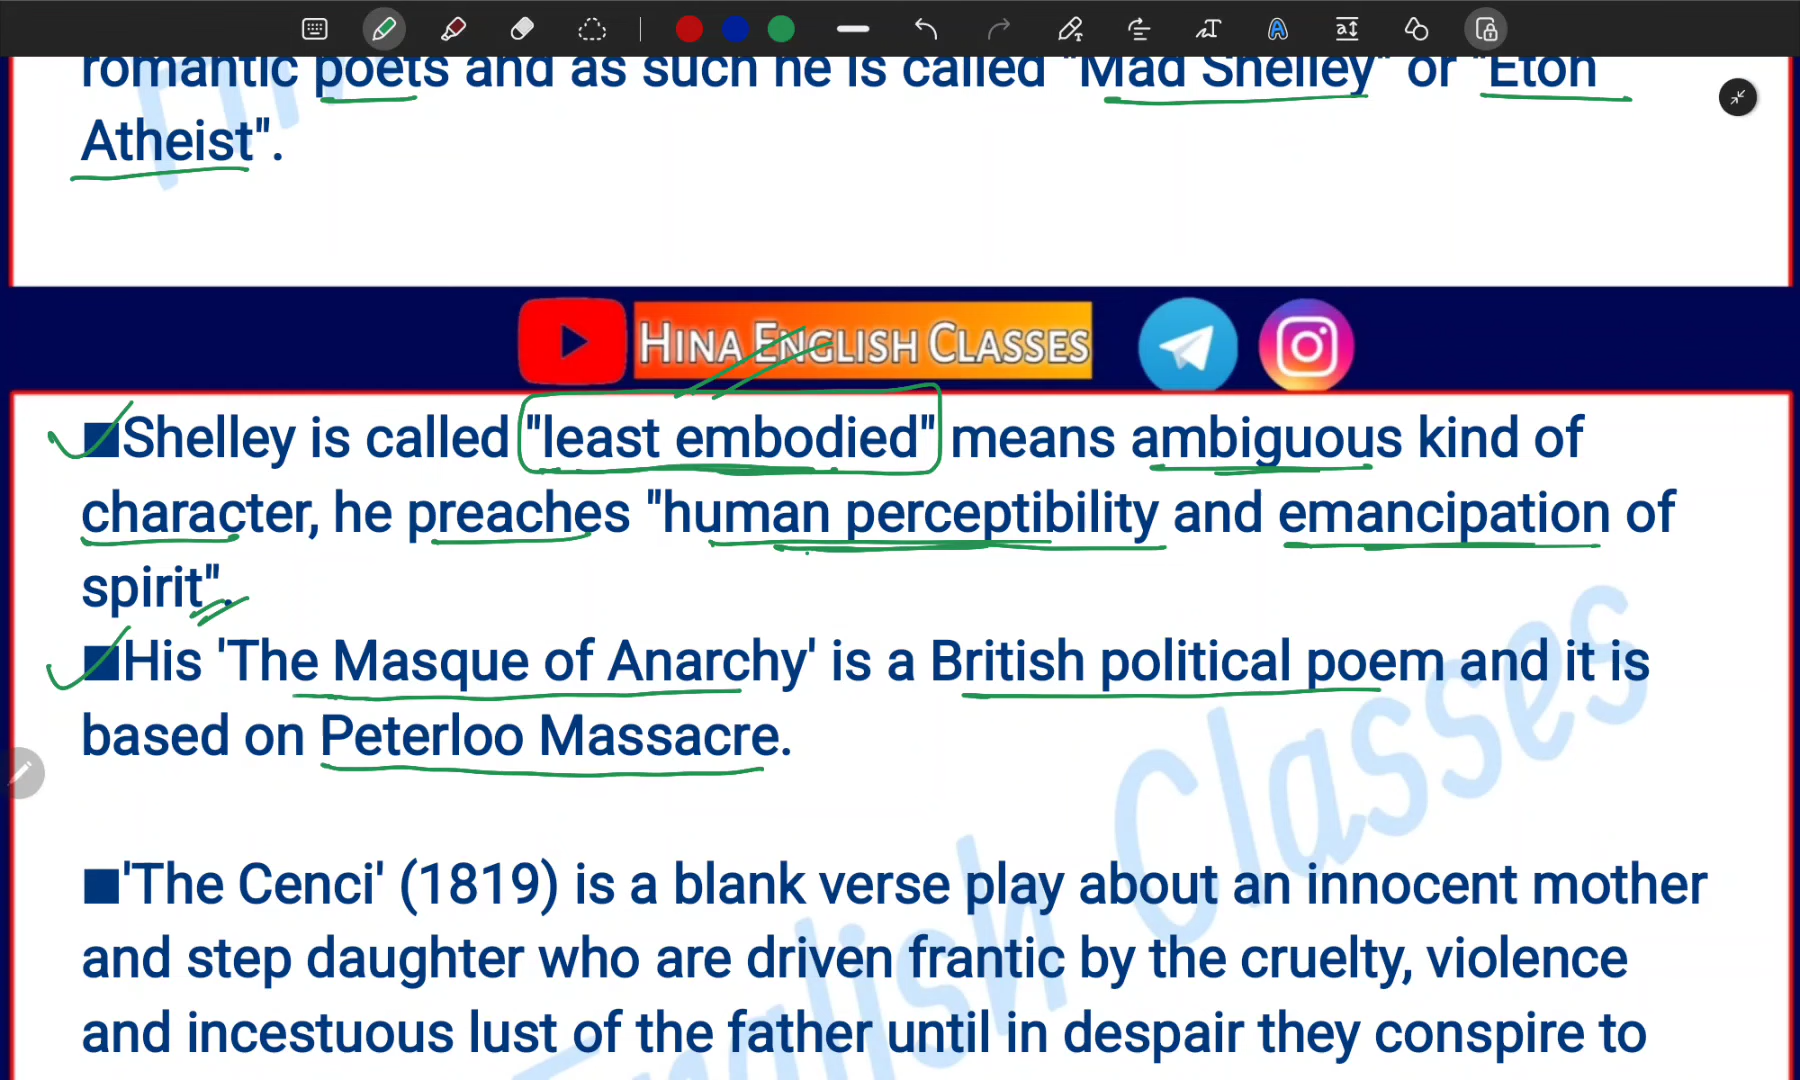 romantic poets and as such he is called "Mad Shelley" or "Eton
Atheist".
HINA ENGLISH CLASSES
■Shelley is called "least embodied" means ambiguous kind of
character, he preaches "human perceptibility and emancipation of
spirit".
■His 'The Masque of Anarchy' is a British political poem and it is
based on Peterloo Massacre.
■'The Cenci' (1819) is a blank verse play about an innocent mother
and step daughter who are driven frantic by the cruelty, violence
and incestuous lust of the father until in despair they conspire to
English Classes